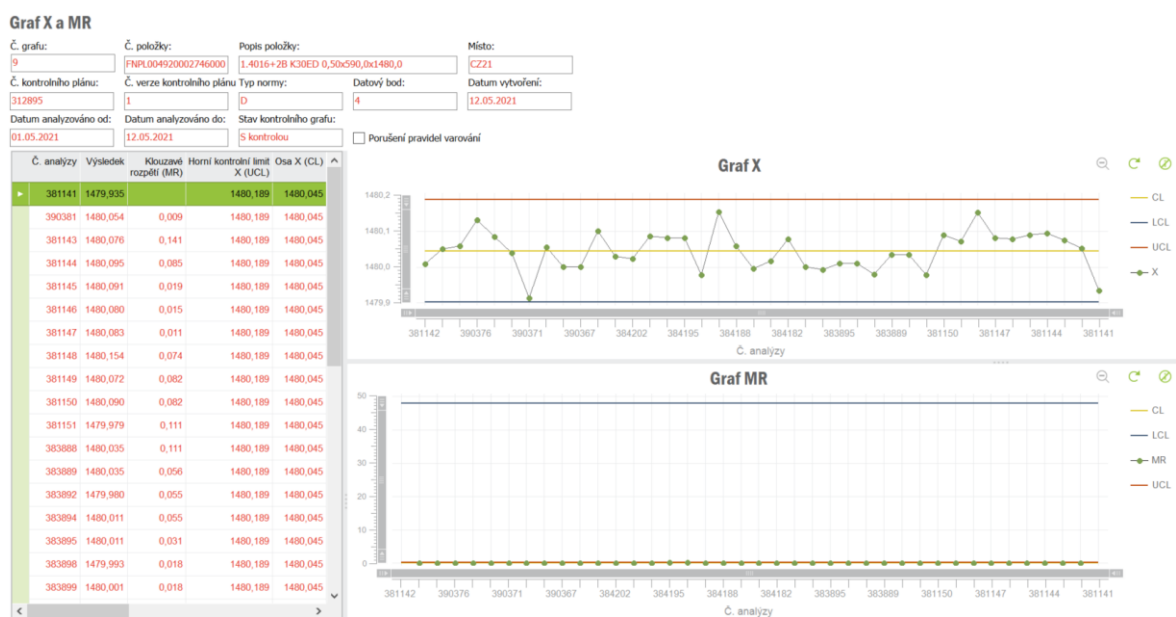 Graf X a MR
Č. grafu: Č. položky: Popis položky: Místo:
9 FNPL004920002746000 1.4016+2B K30ED 0,50x590,0x1480,0 CZ21
Č. kontrolního plánu: Č. verze kontrolního plánu Typ normy: Datový bod: Datum vytvoření:
312895 1 D 4 12.05.2021
Datum analyzováno od: Datum analyzováno do: Stav kontrolního grafu:
01.05.2021 12.05.2021 S kontrolou Porušení pravidel varování
Č. analýzy Výsledek Klouzavé rozpětí (MR) Horní kontrolní limit X (UCL) Osa X (CL)
381141 1479,935 1480,189 1480,045
390381 1480,054 0,009 1480,189 1480,045
381143 1480,076 0,141 1480,189 1480,045
381144 1480,095 0,085 1480,189 1480,045
381145 1480,091 0,019 1480,189 1480,045
381146 1480,080 0,015 1480,189 1480,045
381147 1480,083 0,011 1480,189 1480,045
381148 1480,154 0,074 1480,189 1480,045
381149 1480,072 0,082 1480,189 1480,045
381150 1480,090 0,082 1480,189 1480,045
381151 1479,979 0,111 1480,189 1480,045
383888 1480,035 0,111 1480,189 1480,045
383889 1480,035 0,056 1480,189 1480,045
383892 1479,980 0,055 1480,189 1480,045
383894 1480,011 0,055 1480,189 1480,045
383895 1480,011 0,031 1480,189 1480,045
383898 1479,993 0,018 1480,189 1480,045
383899 1480,001 0,018 1480,189 1480,045
Graf X
1480,2
1480,1
1480,0
1479,9
381142 390376 390371 390367 384202 384195 384188 384182 383895 383889 381150 381147 381144 381141
Č. analýzy
CL
LCL
UCL
X
Graf MR
50
40
30
20
10
0
381142 390376 390371 390367 384202 384195 384188 384182 383895 383889 381150 381147 381144 381141
Č. analýzy
CL
LCL
MR
UCL